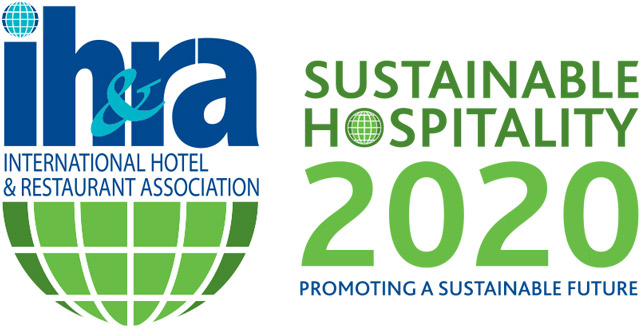 ih&ra
INTERNATIONAL HOTEL
& RESTAURANT ASSOCIATION
SUSTAINABLE
HOSPITALITY
2020
PROMOTING A SUSTAINABLE FUTURE